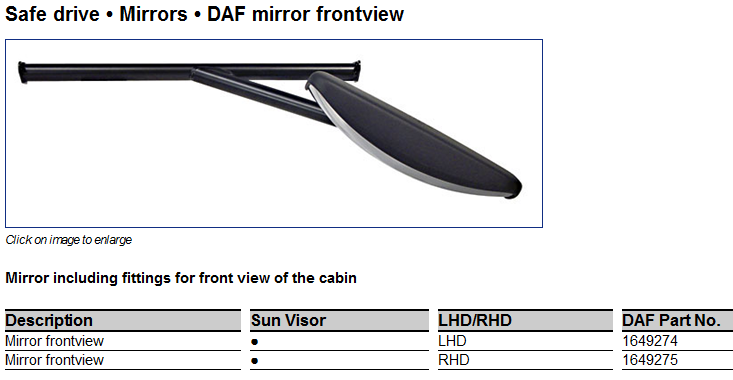 Safe drive • Mirrors • DAF mirror frontview
Click on image to enlarge
Mirror including fittings for front view of the cabin
Description Sun Visor LHD/RHD DAF Part No.
Mirror frontview ● LHD 1649274
Mirror frontview ● RHD 1649275